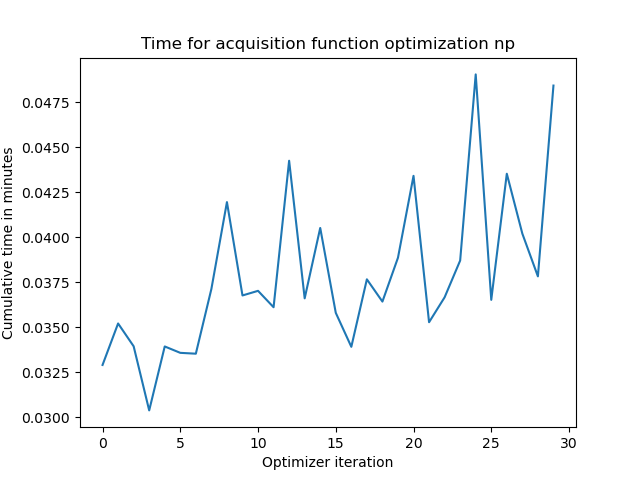 Time for acquisition function optimization np
Cumulative time in minutes
0.0475
0.0450
0.0425
0.0400
0.0375
0.0350
0.0325
0.0300
0 5 10 15 20 25 30
Optimizer iteration